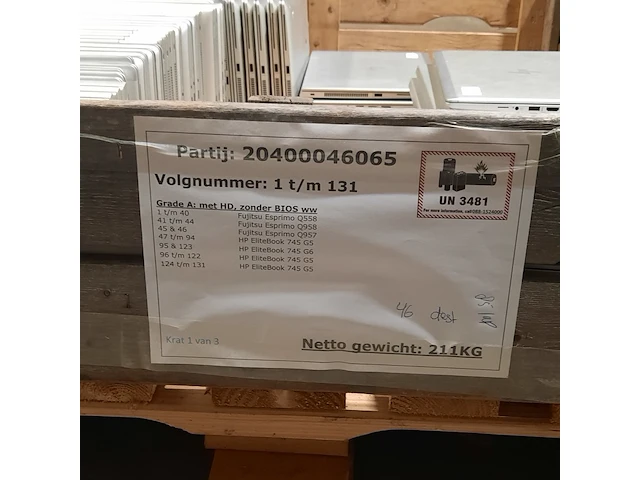 Partij: 20400046065
Volgnummer: 1 t/m 131
UN 3481
Grade A: met HD, zonder BIOS ww
1 t/m 40 Fujitsu Esprimo Q558
41 t/m 44 Fujitsu Esprimo Q958
45 & 46 Fujitsu Esprimo Q957
47 t/m 94 HP EliteBook 745 G5
95 & 123 HP EliteBook 745 G6
96 t/m 122 HP EliteBook 745 G5
124 t/m 131 HP EliteBook 745 G5
46 dest
Krat 1 van 3
Netto gewicht: 211KG